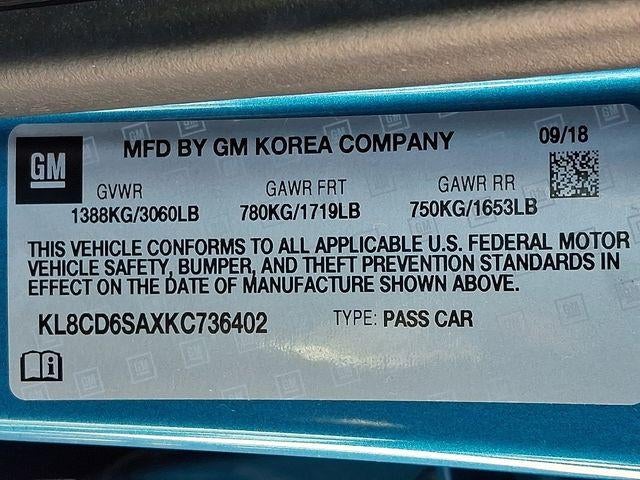 GM
MFD BY GM KOREA COMPANY 09/18
GVWR GAWR FRT GAWR RR
1388KG/3060LB 780KG/1719LB 750KG/1653LB
THIS VEHICLE CONFORMS TO ALL APPLICABLE U.S. FEDERAL MOTOR
VEHICLE SAFETY, BUMPER, AND THEFT PREVENTION STANDARDS IN
EFFECT ON THE DATE OF MANUFACTURE SHOWN ABOVE.
KL8CD6SAXKC736402 TYPE: PASS CAR